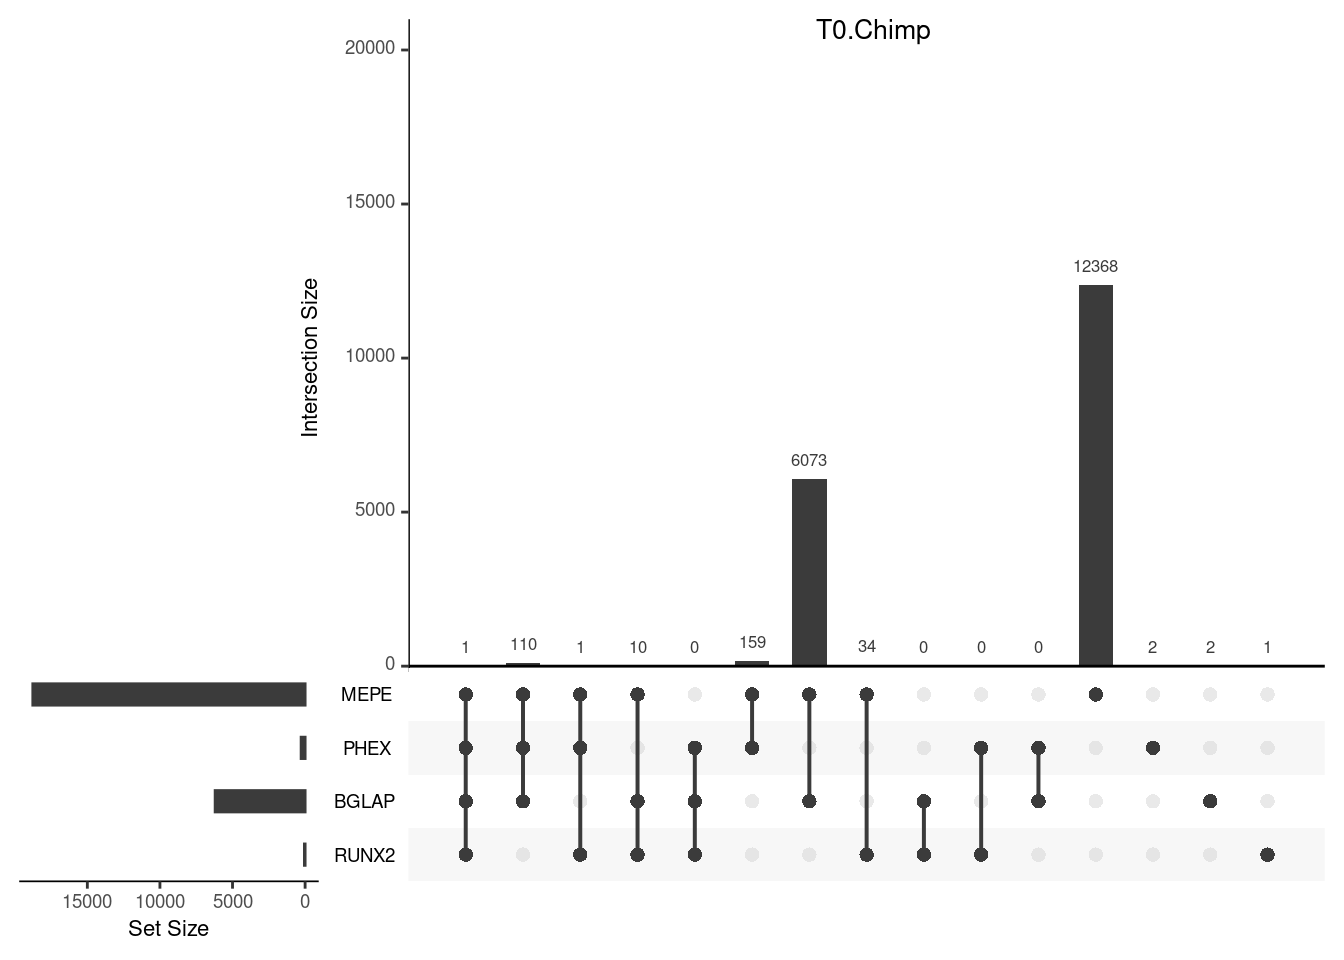 T0.Chimp
20000
15000
10000
5000
0
Intersection Size
12368
6073
1 110 1 10 0 159 34 0 0 0 2 2 1
MEPE
PHEX
BGLAP
RUNX2
15000 10000 5000 0
Set Size